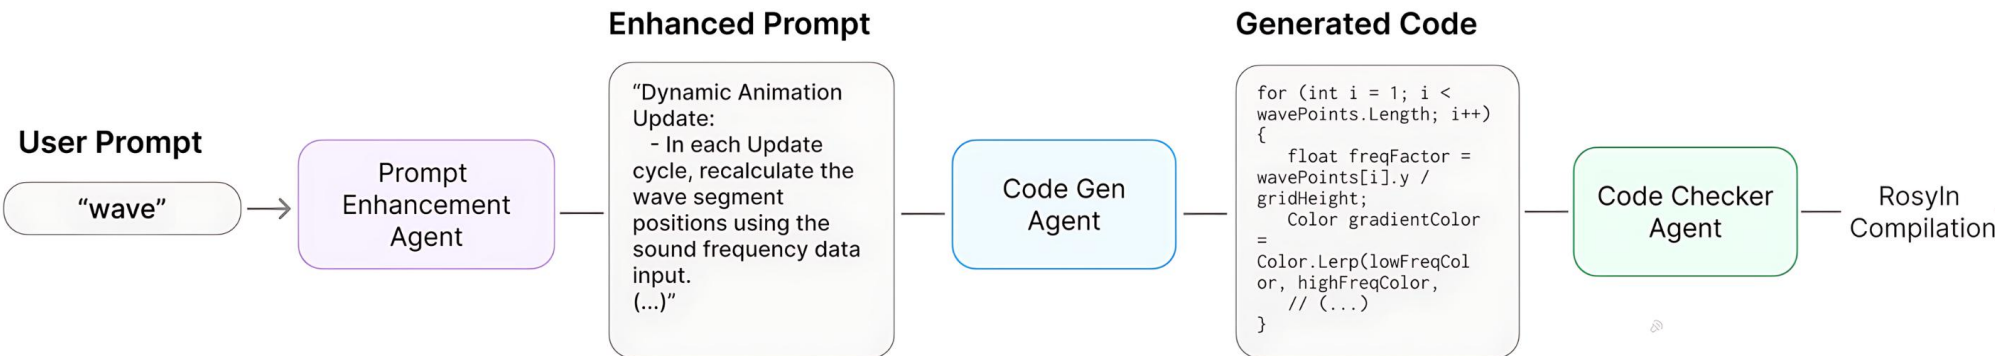 User Prompt
“wave”
Prompt
Enhancement
Agent
Enhanced Prompt
“Dynamic Animation
Update:
- In each Update
cycle, recalculate the
wave segment
positions using the
sound frequency data
input.
(...)”
Code Gen
Agent
Generated Code
for (int i = 1; i <
wavePoints.Length; i++)
{
float freqFactor =
wavePoints[i].y /
gridHeight;
Color gradientColor
=
Color.Lerp(lowFreqCol
or, highFreqColor,
// (...)
}
Code Checker
Agent
Rosyln
Compilation